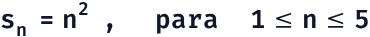 sₙ = n² , para 1 ≤ n ≤ 5